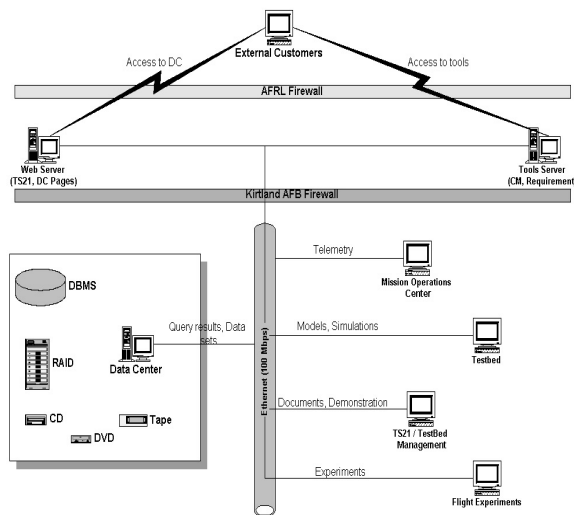 External Customers
Access to DC
Access to tools
AFRL Firewall
Web Server
(TS21, DC Pages)
Tools Server
(CM, Requirement
Kirtland AFB Firewall
Telemetry
Mission Operations
Center
DBMS
Query results, Data
sets
Models, Simulations
RAID
Data Center
Testbed
Ethernet (100 Mbps)
Documents, Demonstration
CD
Tape
DVD
TS21 / TestBed
Management
Experiments
Flight Experiments